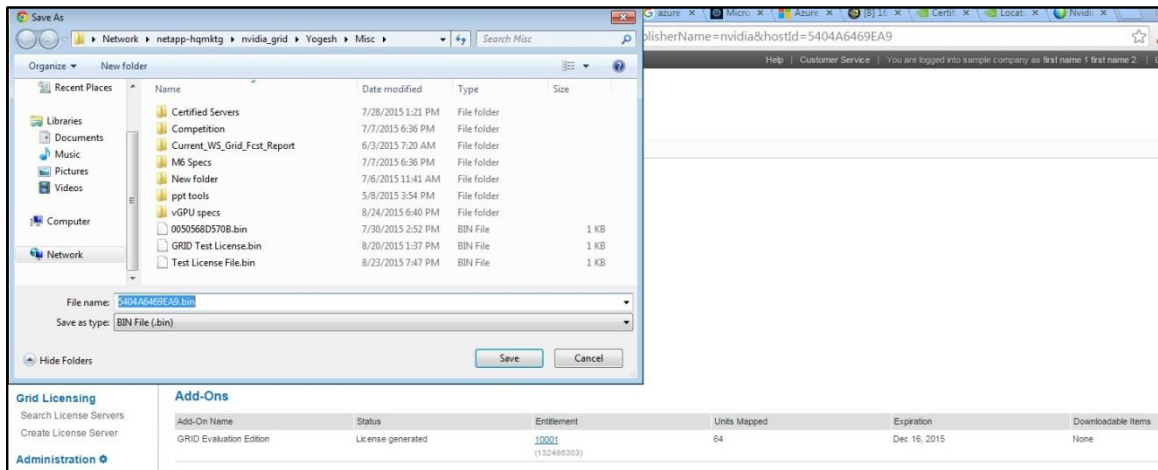 Save As
Network ▸ netapp-hqmktg ▸ nvidia_grid ▸ Yogesh ▸ Misc ▸
Search Misc
Organize
New folder
Recent Places
Libraries
Documents
Music
Pictures
Videos
Computer
Network
Name Date modified Type Size
Certified Servers 7/28/2015 1:21 PM File folder
Competition 7/7/2015 6:36 PM File folder
Current_WS_Grid_Fcst_Report 6/3/2015 7:20 AM File folder
M6 Specs 7/7/2015 6:36 PM File folder
New folder 7/6/2015 11:41 AM File folder
ppt tools 5/8/2015 3:54 PM File folder
vGPU specs 8/24/2015 6:40 PM File folder
0050568D570B.bin 7/30/2015 2:52 PM BIN File 1 KB
GRID Test License.bin 8/20/2015 1:37 PM BIN File 1 KB
Test License File.bin 8/23/2015 7:47 PM BIN File 1 KB
File name: 5404A6469EA9.bin
Save as type: BIN File (.bin)
Hide Folders
Save
Cancel
azure Micro Azure [B] 16 Certifi Locat Nvidi
blisherName=nvidia&hostId=5404A6469EA9
Help | Customer Service | You are logged into sample company as first name 1 first name 2 |
Grid Licensing
Search License Servers
Create License Server
Administration
Add-Ons
Add-On Name Status Entitlement Units Mapped Expiration Downloadable Items
GRID Evaluation Edition License generated 10001 64 Dec 16, 2015 None
(132486303)